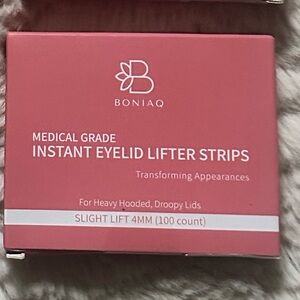 B
BONIAQ
MEDICAL GRADE
INSTANT EYELID LIFTER STRIPS
Transforming Appearances
For Heavy Hooded, Droopy Lids
SLIGHT LIFT 4MM (100 count)